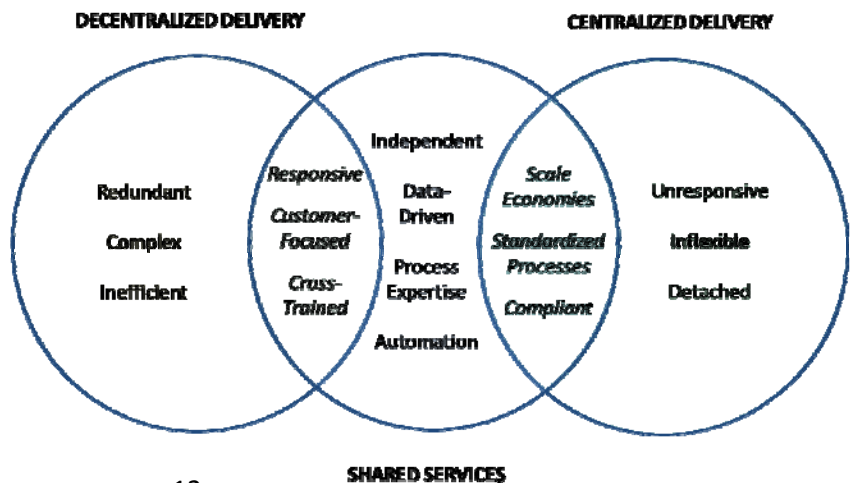 DECENTRALIZED DELIVERY
CENTRALIZED DELIVERY
Redundant
Complex
Inefficient
Responsive
Customer-
Focused
Cross-
Trained
Independent
Data-
Driven
Process
Expertise
Automation
Scale
Economies
Standardized
Processes
Compliant
Unresponsive
Inflexible
Detached
SHARED SERVICES